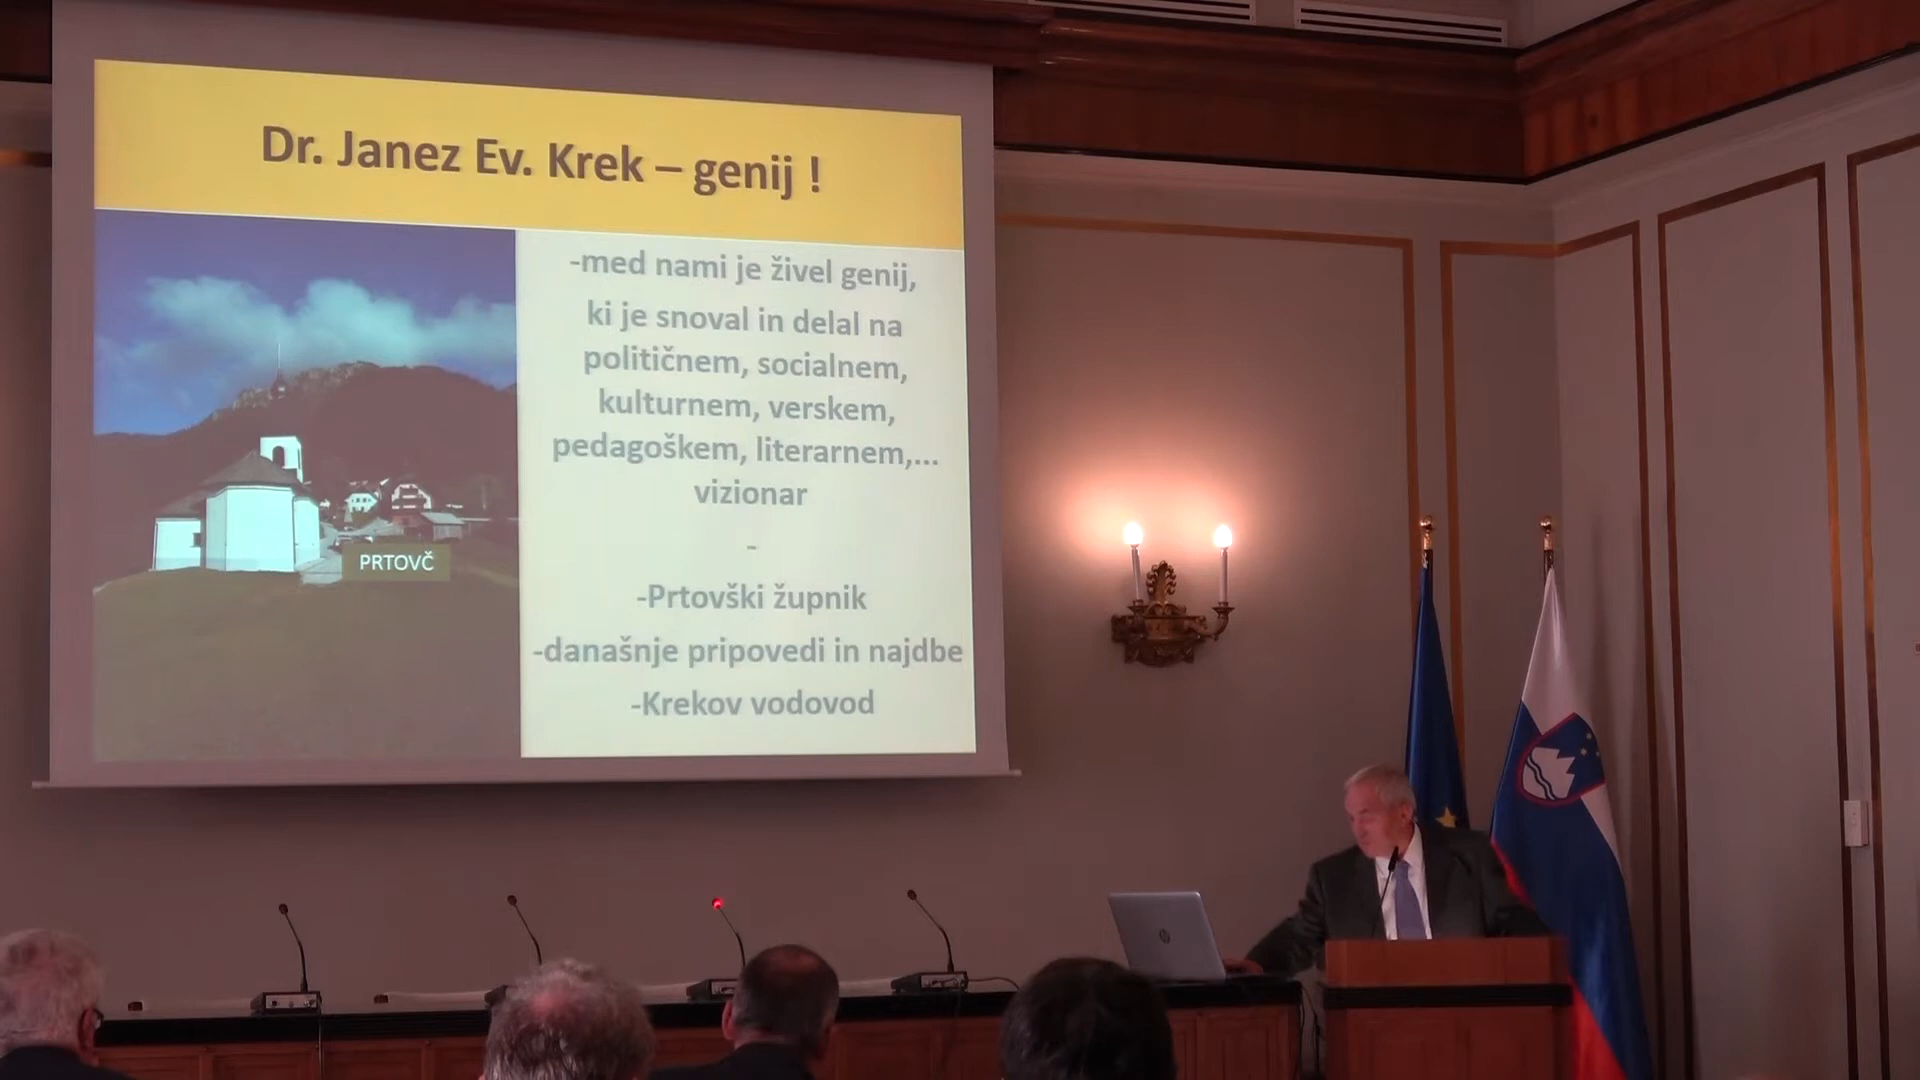 Dr. Janez Ev. Krek – genij !
-med nami je živel genij,
ki je snoval in delal na
političnem, socialnem,
kulturnem, verskem,
pedagoškem, literarnem,...
vizionar
-
-Prtovški župnik
-današnje pripovedi in najdbe
-Krekov vodovod
PRTOVČ
hp